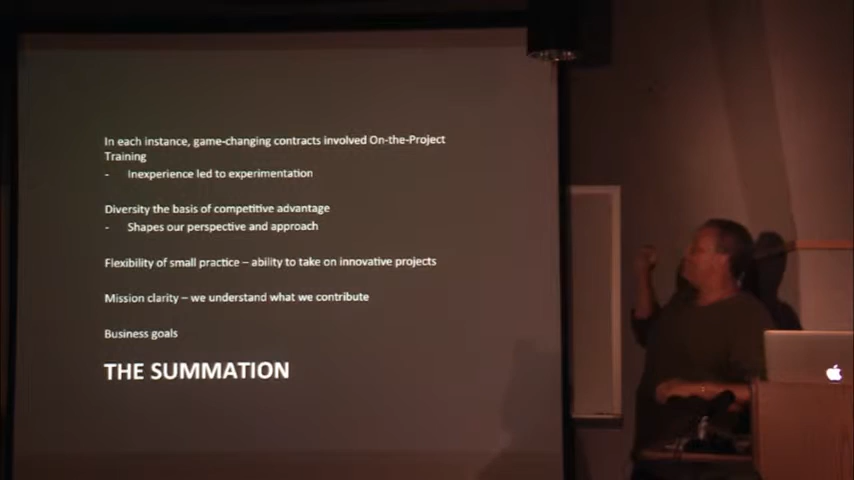 In each instance, game-changing contracts involved On-the-Project
Training
- Inexperience led to experimentation
Diversity the basis of competitive advantage
- Shapes our perspective and approach
Flexibility of small practice – ability to take on innovative projects
Mission clarity – we understand what we contribute
Business goals
THE SUMMATION